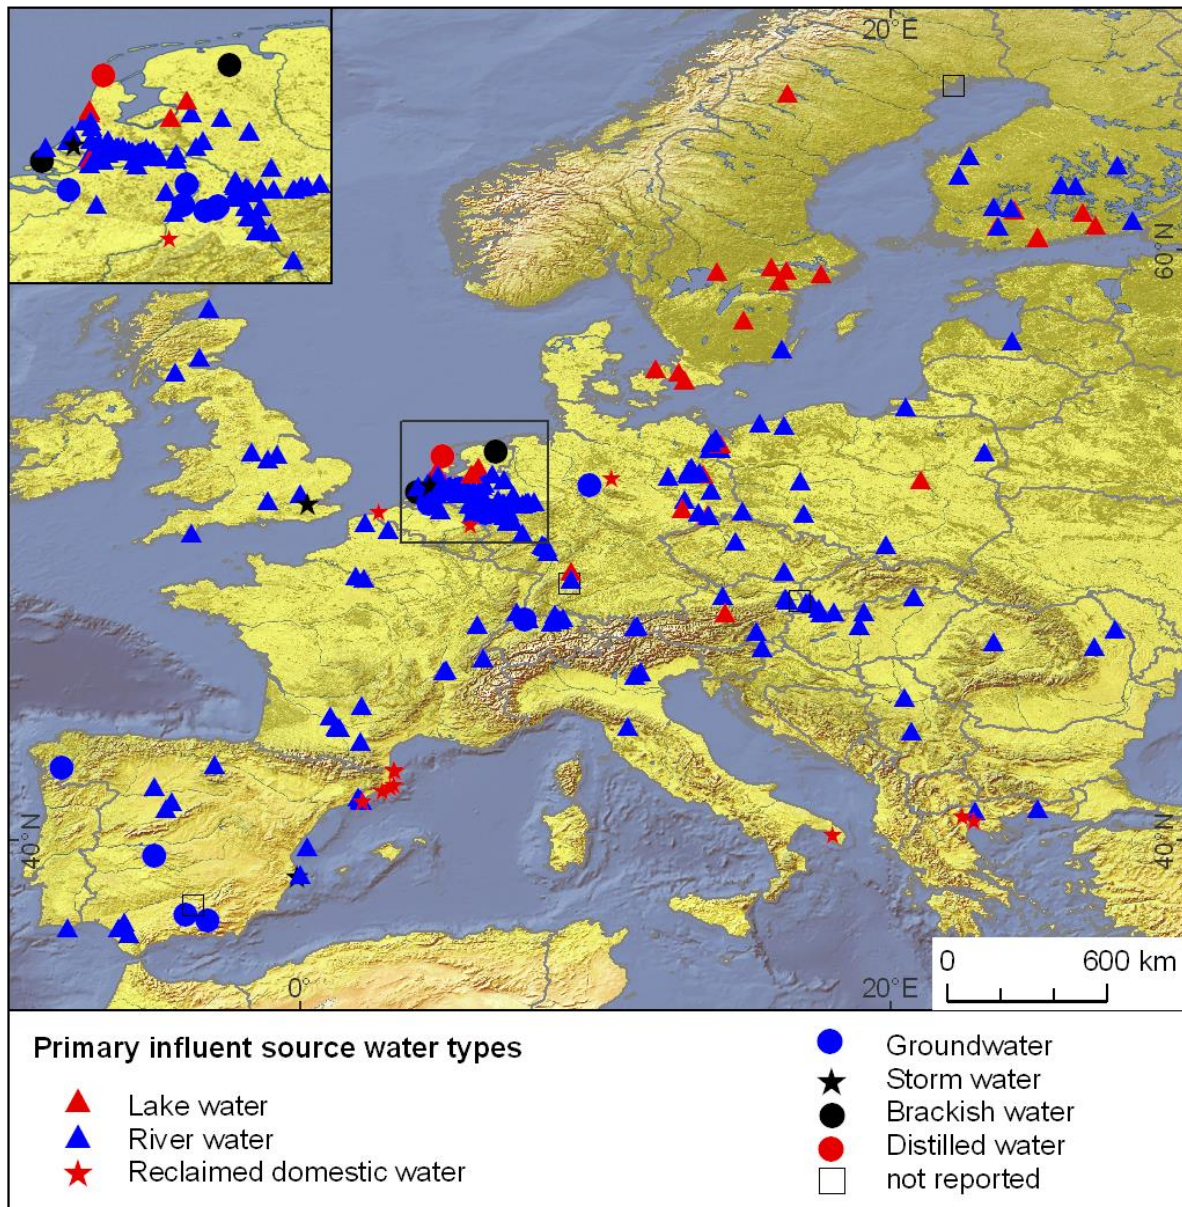 20°E
60°N
40°N
40°N
0 600 km
0°
20°E
Primary influent source water types
Lake water
River water
Reclaimed domestic water
Groundwater
Storm water
Brackish water
Distilled water
not reported